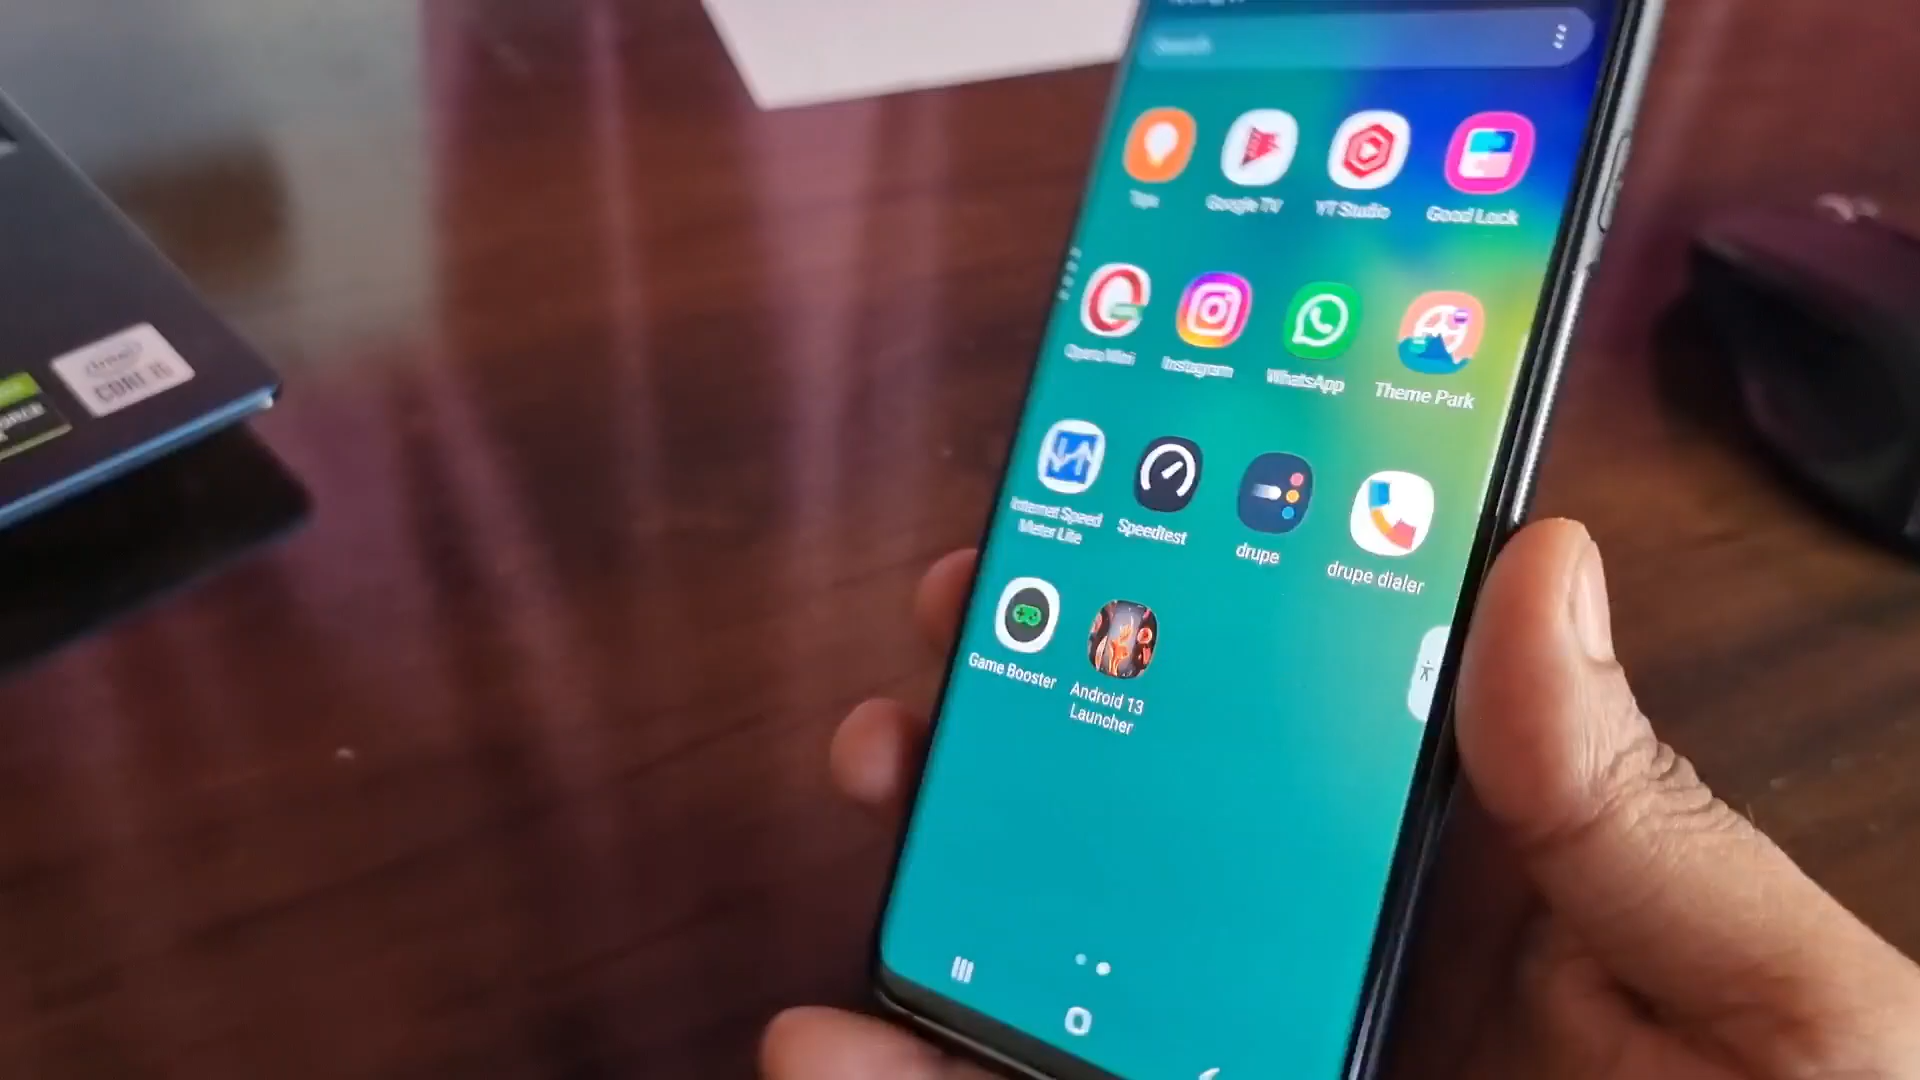 Search
Tips
Google TV
YT Studio
Good Lock
Opera Mini
Instagram
WhatsApp
Theme Park
Internet Speed
Meter Lite
Speedtest
drupe
drupe dialer
Game Booster
Android 13
Launcher
intel
CORE i5